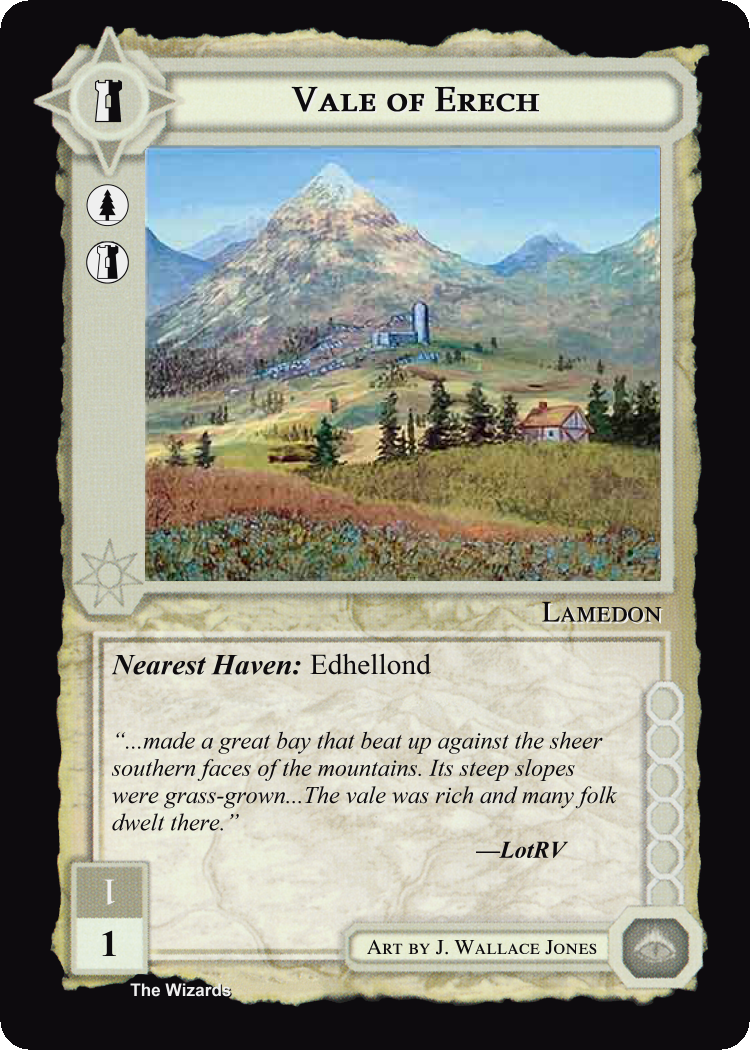 Vale of Erech
Lamedon
Nearest Haven: Edhellond
“...made a great bay that beat up against the sheer
southern faces of the mountains. Its steep slopes
were grass-grown...The vale was rich and many folk
dwelt there.”
—LotRV
1
1
Art by J. Wallace Jones
The Wizards